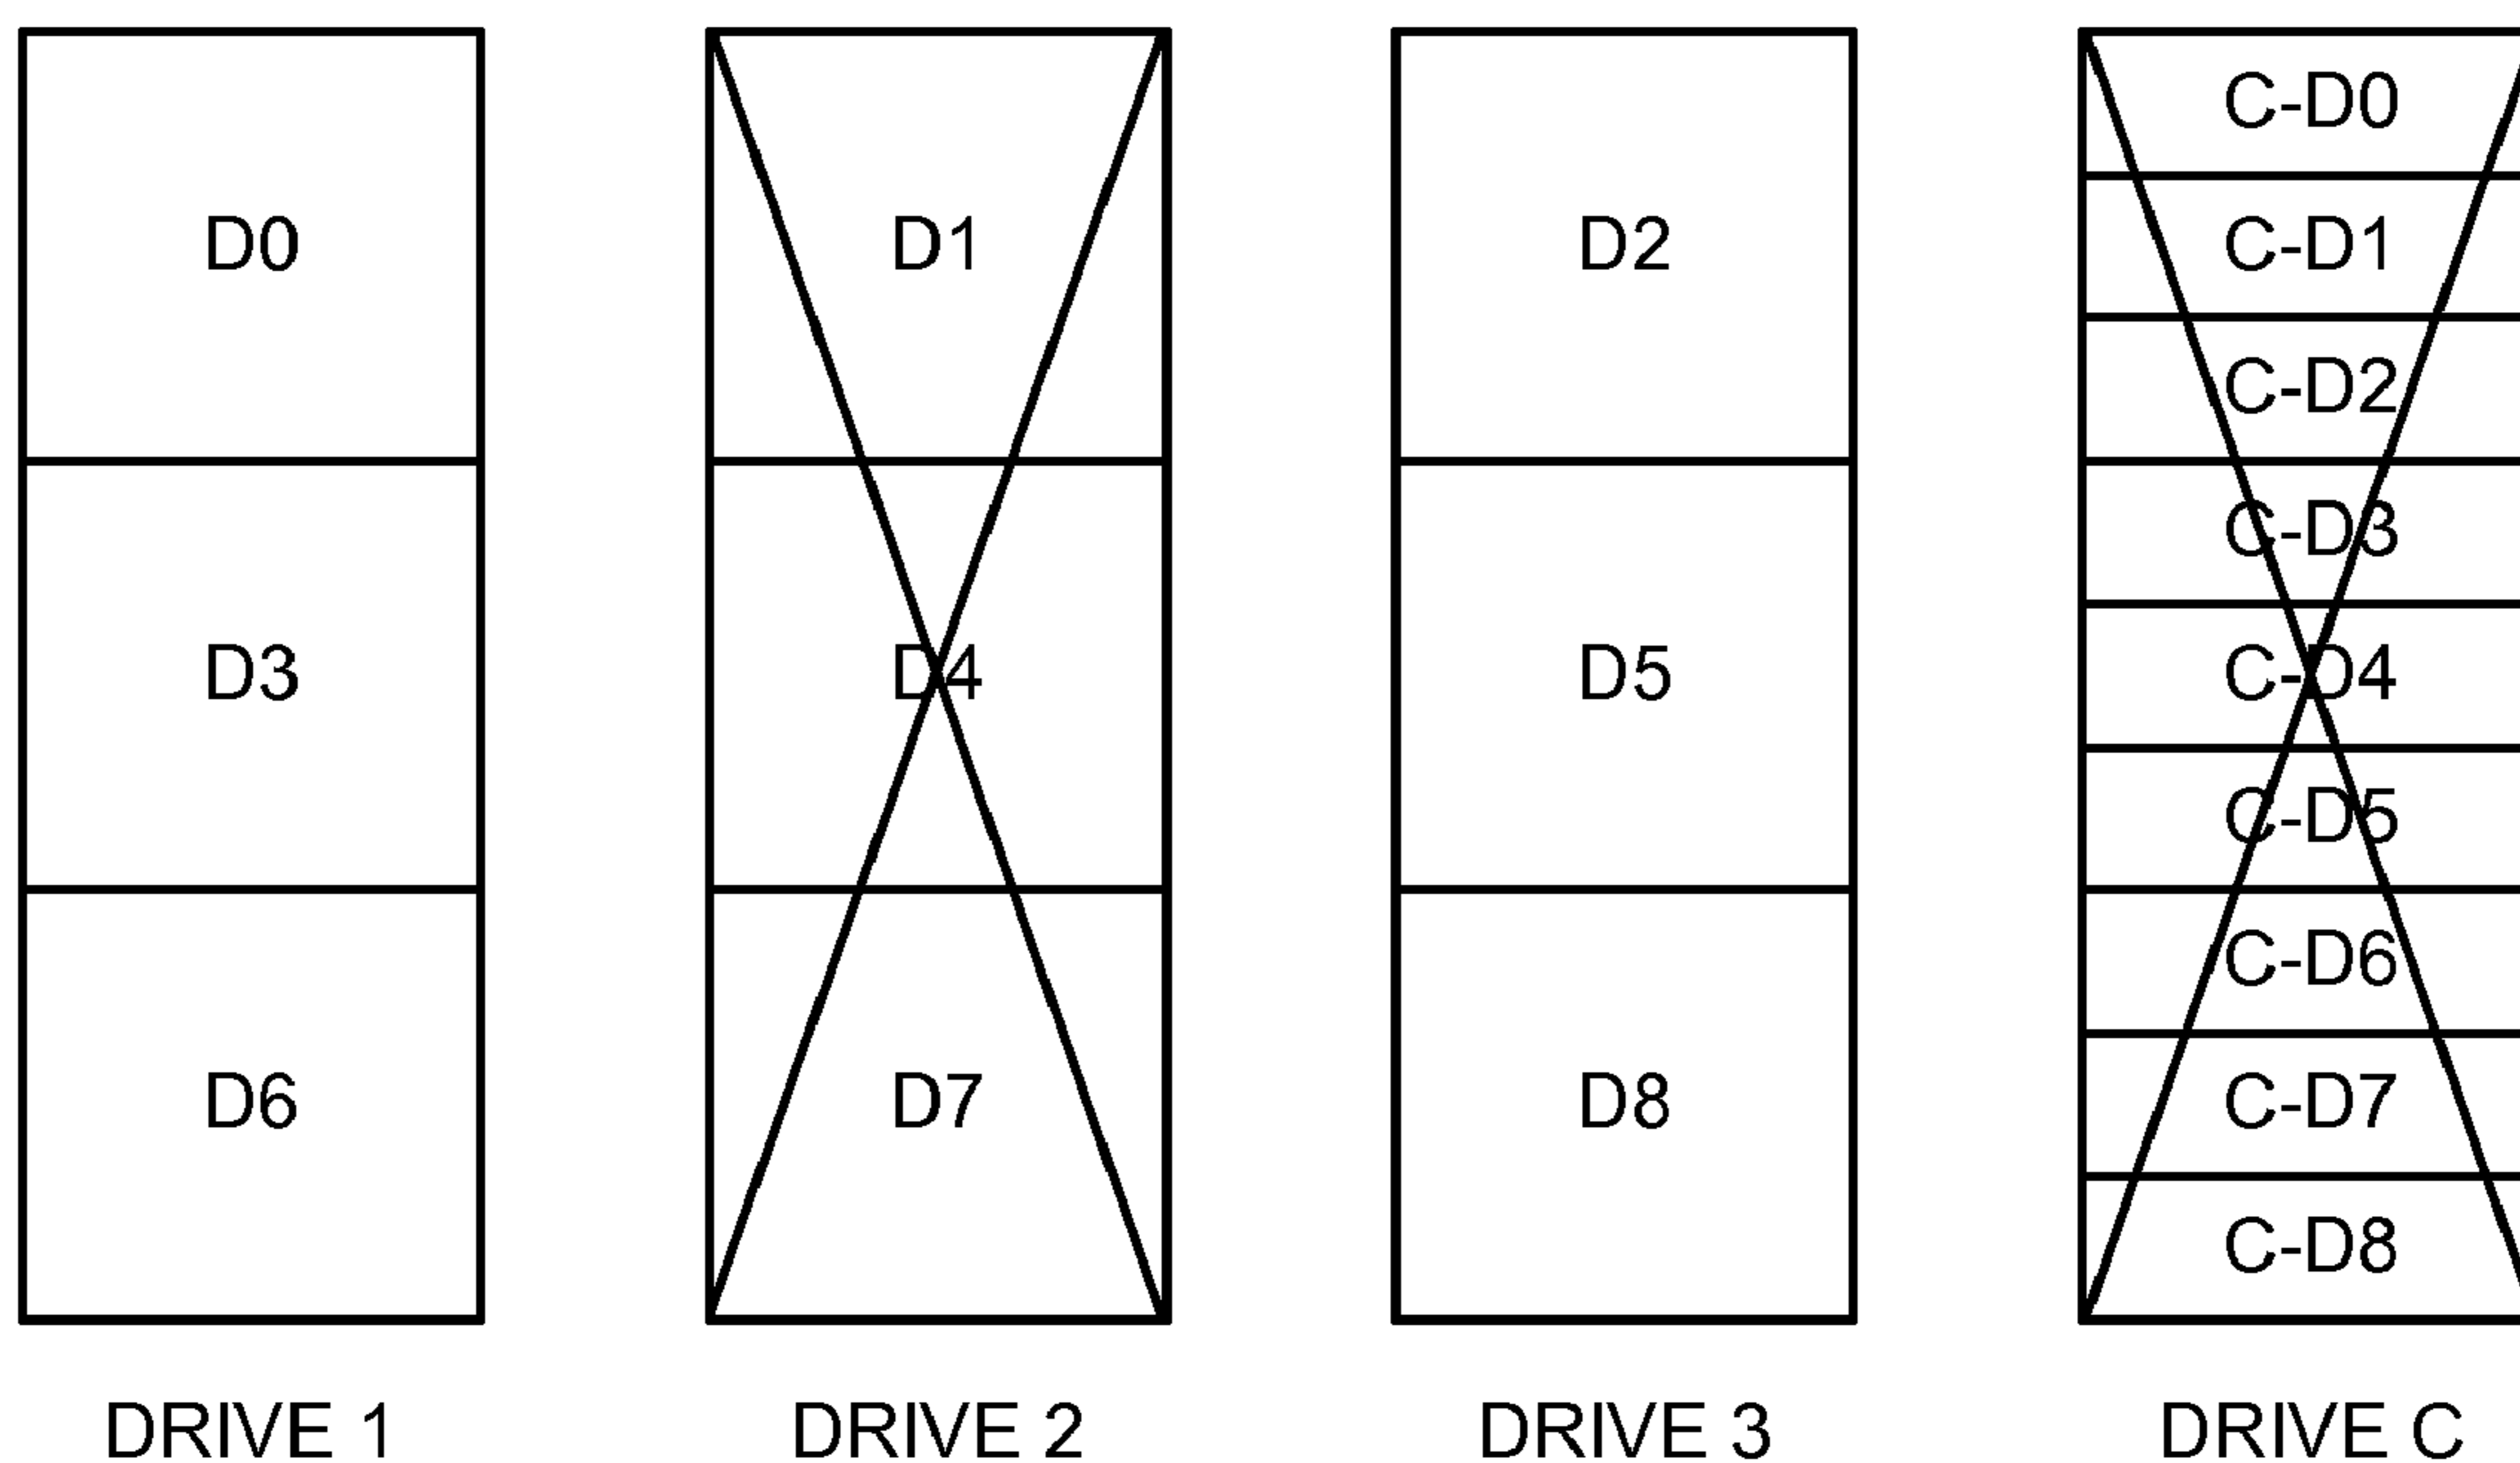 D0
D3
D6
DRIVE 1
D1
D4
D7
DRIVE 2
D2
D5
D8
DRIVE 3
C-D0
C-D1
C-D2
C-D3
C-D4
C-D5
C-D6
C-D7
C-D8
DRIVE C